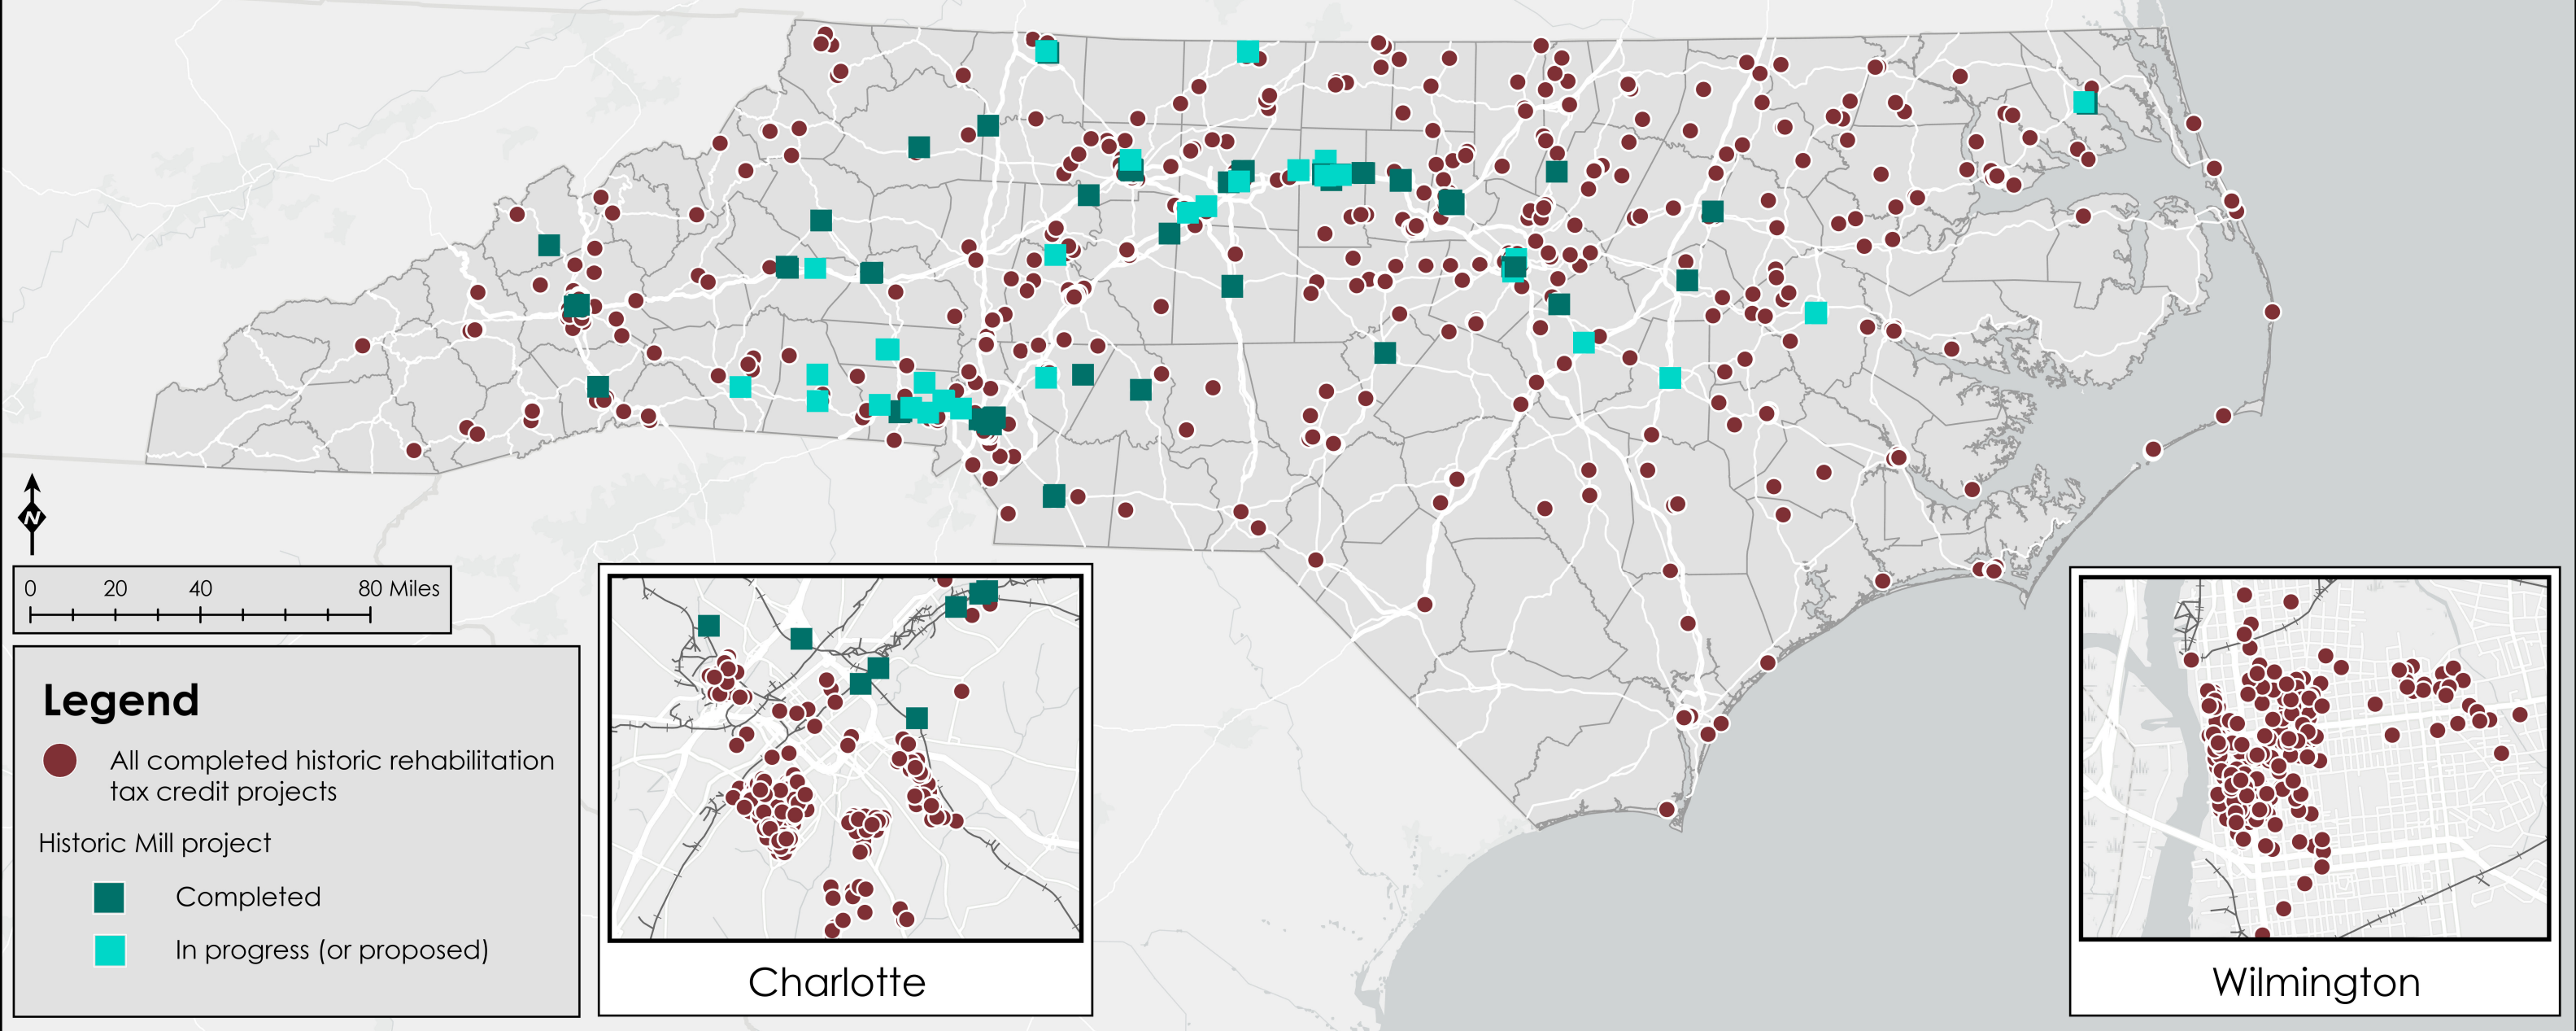 N
0 20 40 80 Miles
Legend
All completed historic rehabilitation
tax credit projects
Historic Mill project
Completed
In progress (or proposed)
Charlotte
Wilmington